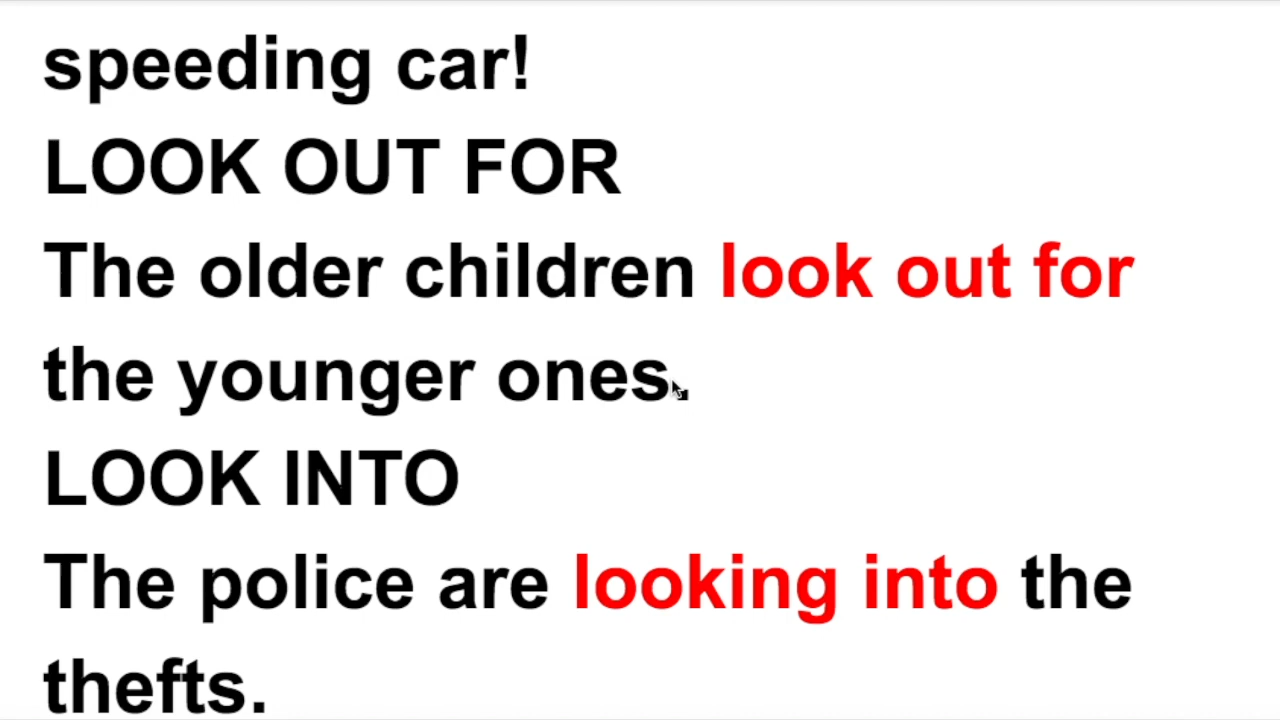 speeding car!
LOOK OUT FOR
The older children look out for
the younger ones.
LOOK INTO
The police are looking into the
thefts.